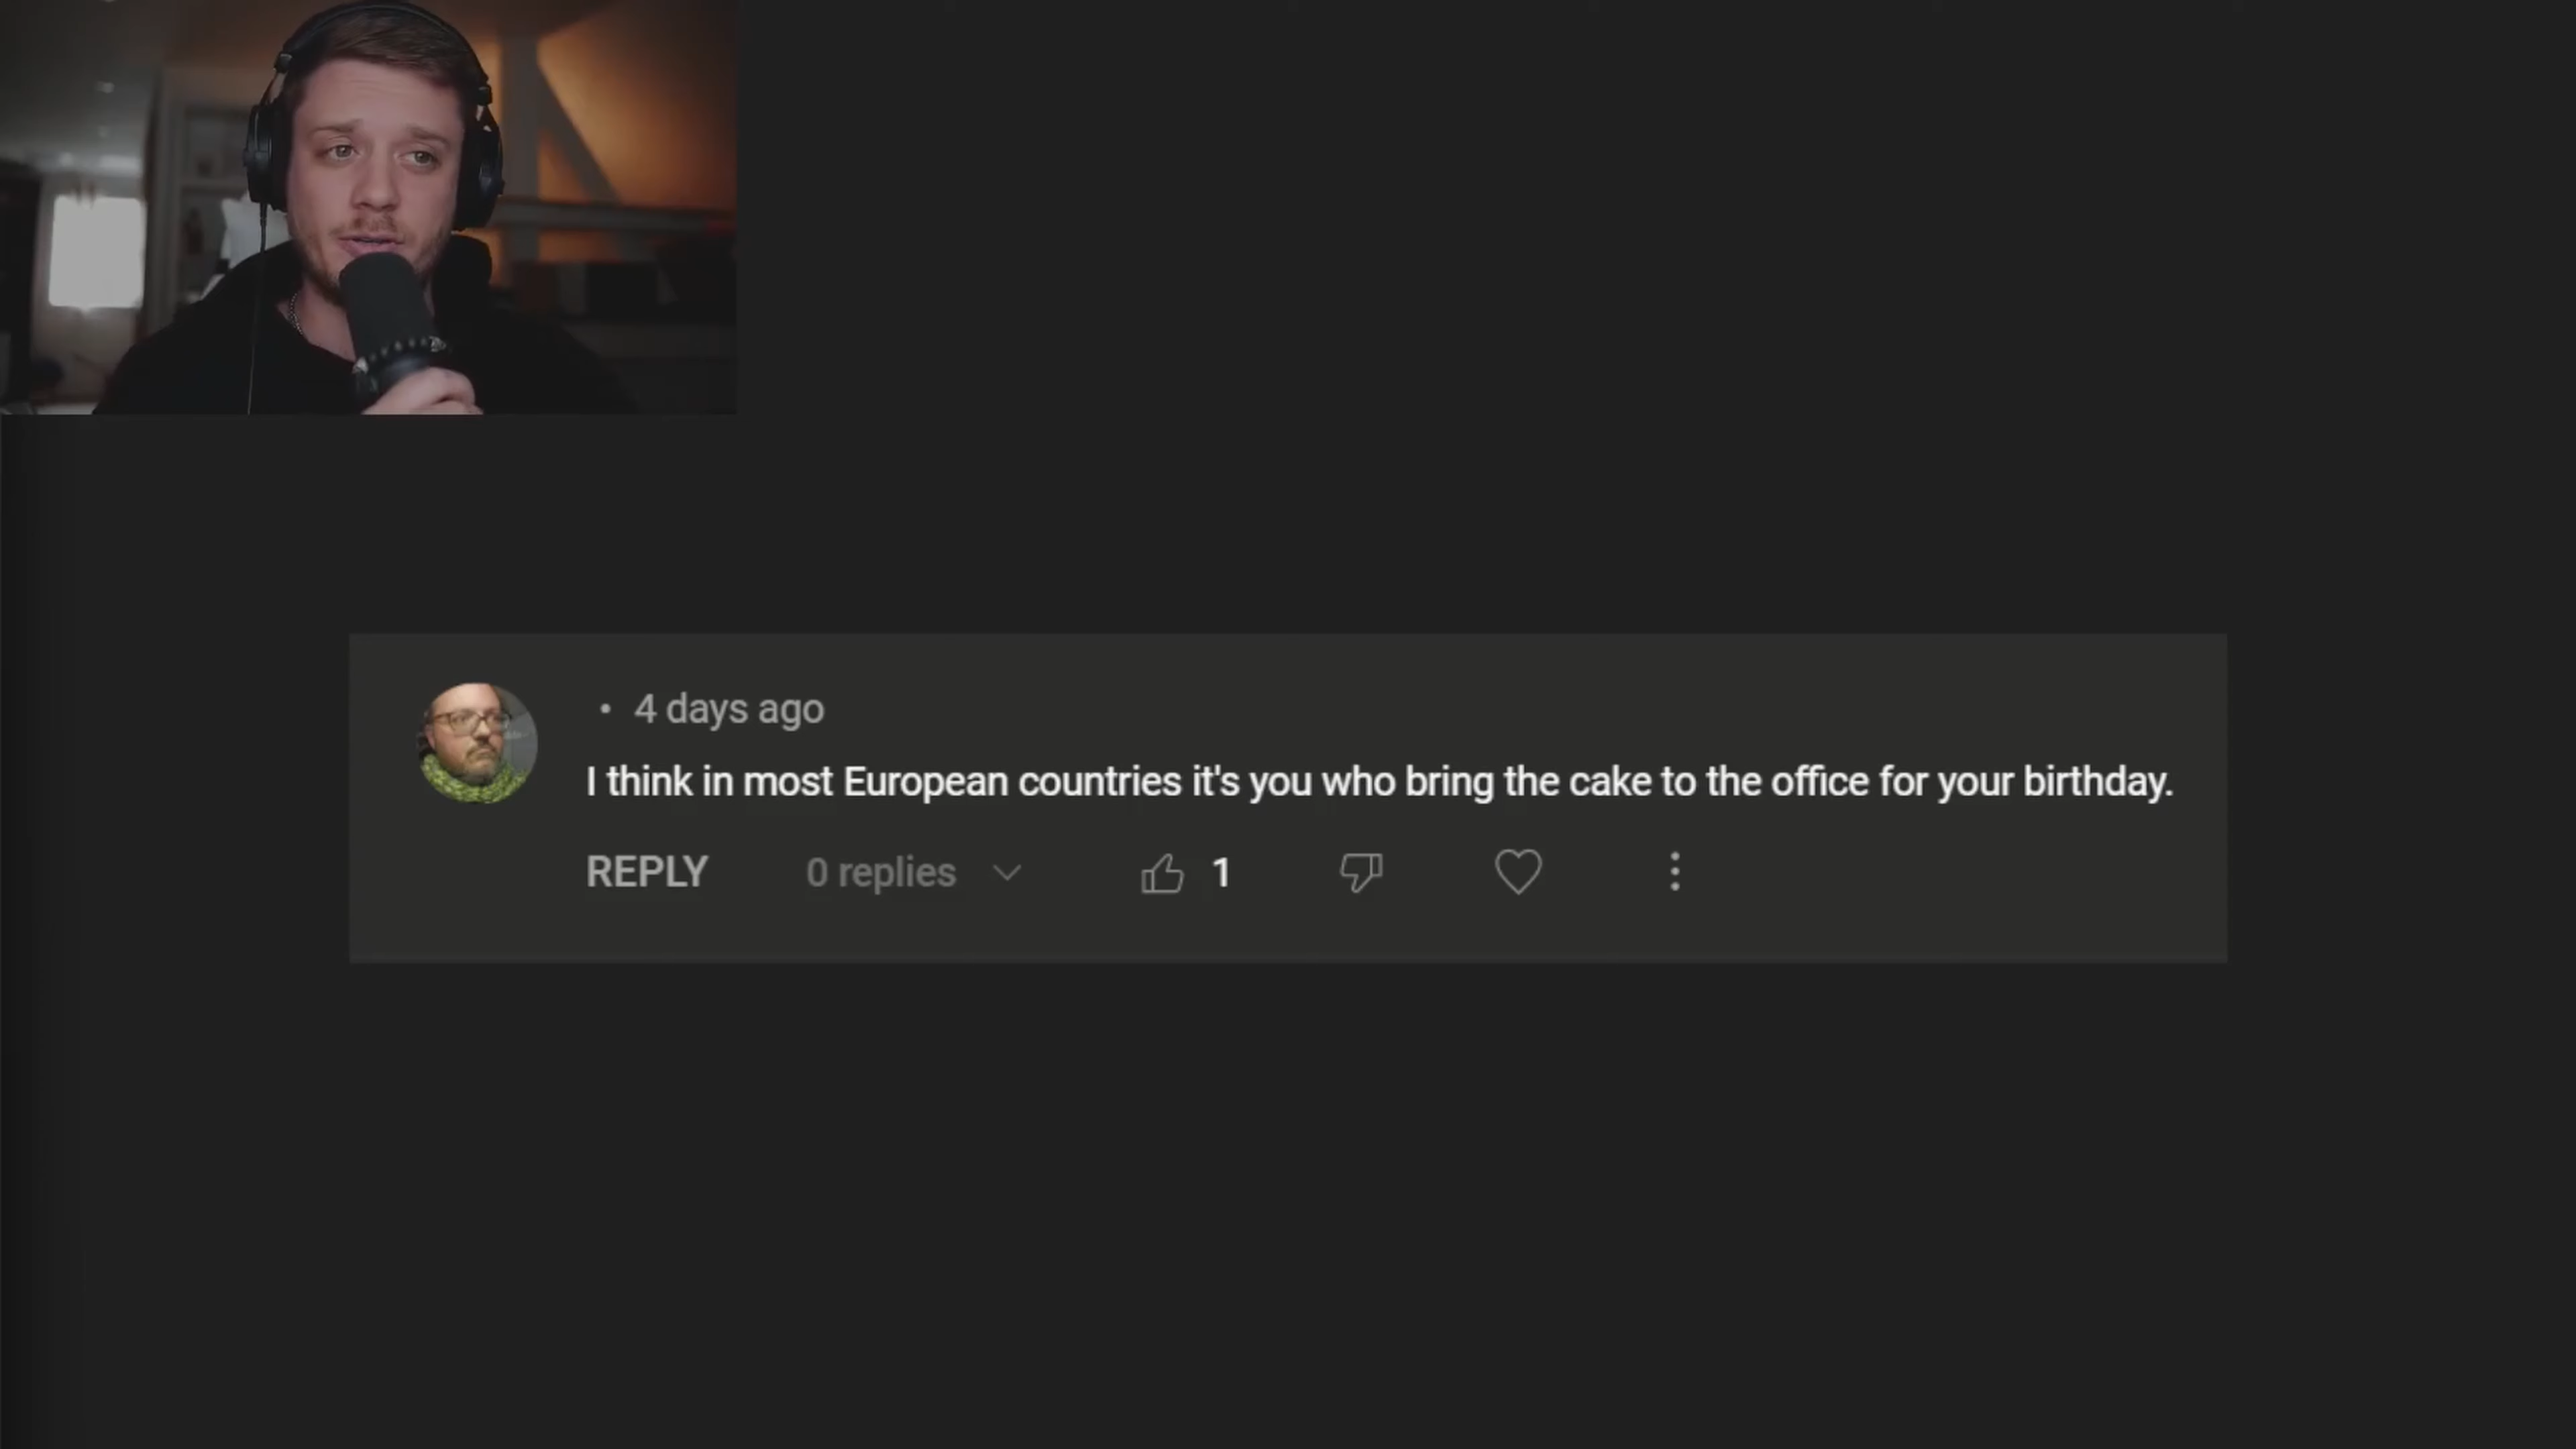 • 4 days ago
I think in most European countries it's you who bring the cake to the office for your birthday.
REPLY 0 replies 1